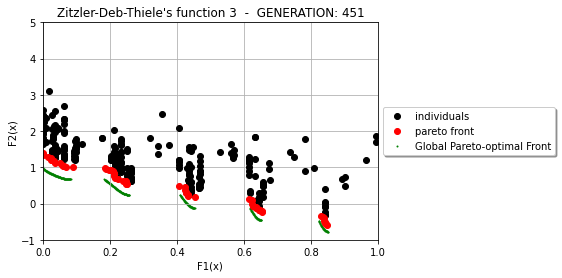 Zitzler-Deb-Thiele's function 3 - GENERATION: 451
5
4
3
2
1
0
-1
F2(x)
0.0 0.2 0.4 0.6 0.8 1.0
F1(x)
individuals
pareto front
Global Pareto-optimal Front